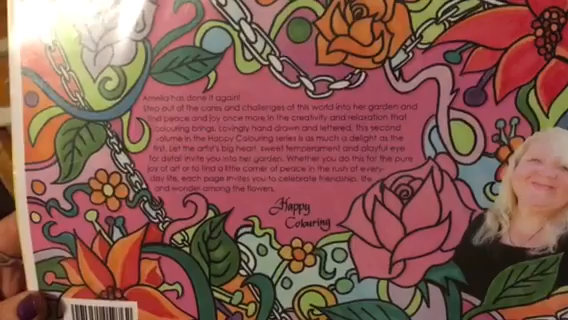 Amelia has done it again!
Step out of the cares and challenges of this world into her garden and
find peace and joy once more in the creativity and relaxation that
colouring brings. Lovingly hand drawn and lettered, this second
volume in the Happy Colouring series is as much a delight as the
first. Let the artist's big heart, sweet temperament and playful eye
for detail invite you into her garden. Whether you do this for the pure
joy of art or to find a little corner of peace in the rush of every-
day life, each page invites you to celebrate friendship, life,
and wonder among the flowers.
Happy
Colouring